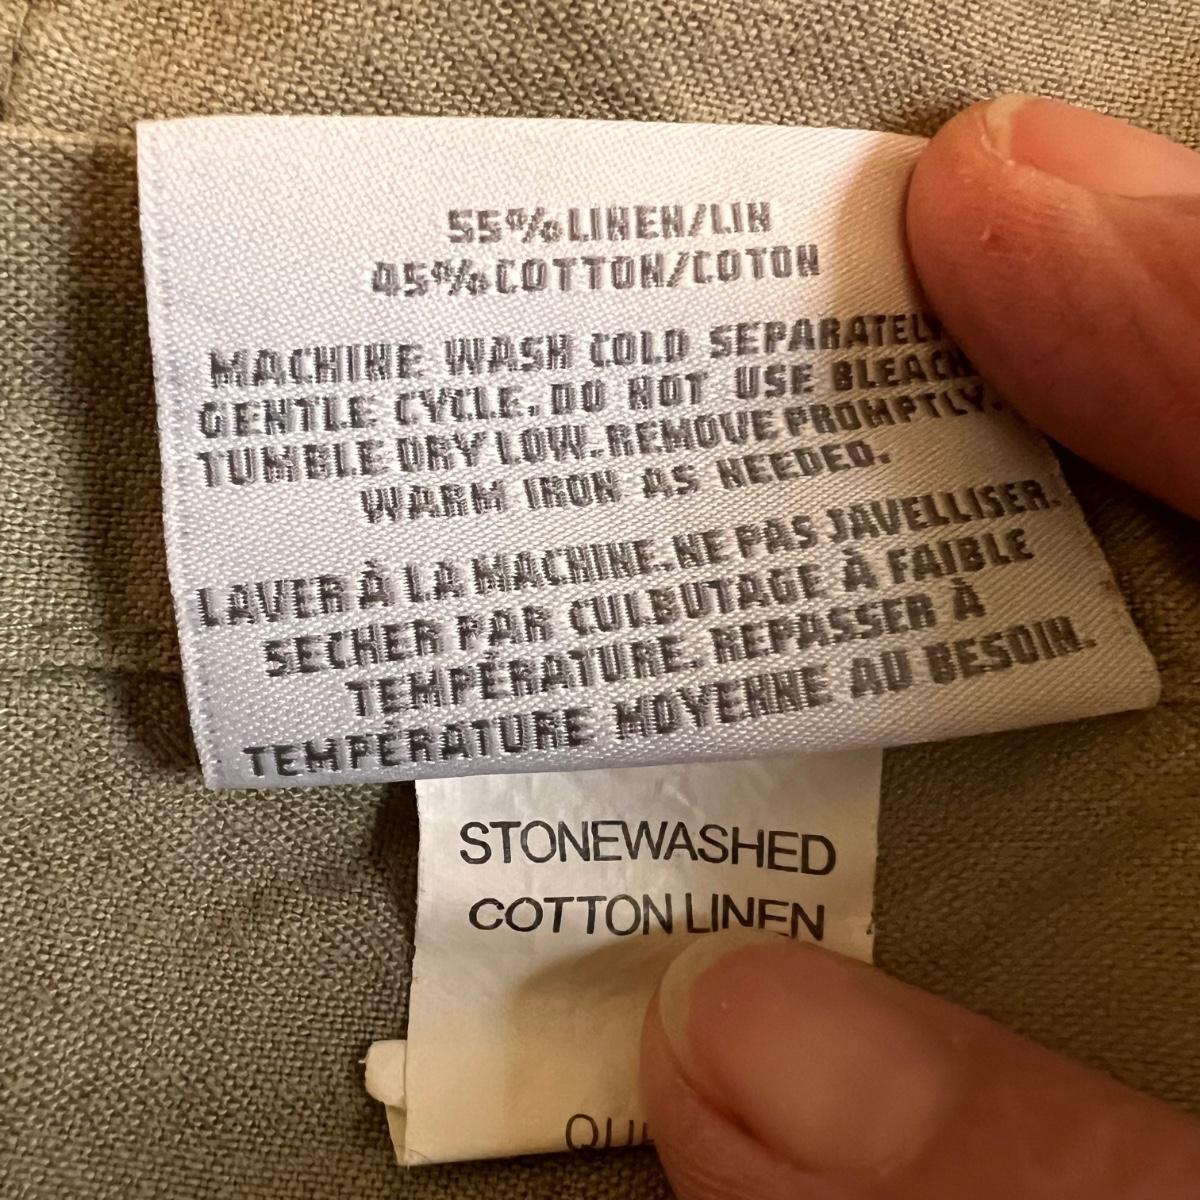 55% LINEN/LIN
45% COTTON/COTON
MACHINE WASH COLD SEPARATELY
GENTLE CYCLE. DO NOT USE BLEACH
TUMBLE DRY LOW. REMOVE PROMPTLY.
WARM IRON AS NEEDED.
LAVER À LA MACHINE. NE PAS JAVELLISER.
SECHER PAR CULBUTAGE À FAIBLE
TEMPÉRATURE. REPASSER À
TEMPÉRATURE MOYENNE AU BESOIN.
STONEWASHED
COTTON LINEN